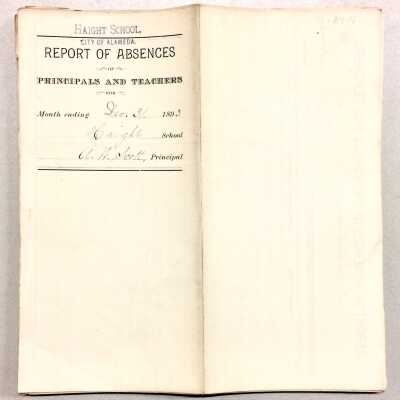 HAIGHT SCHOOL.
CITY OF ALAMEDA.
REPORT OF ABSENCES
OF
PRINCIPALS AND TEACHERS
FOR
Month ending Dec. 31 1893
Haight School
A. W. Scott, Principal